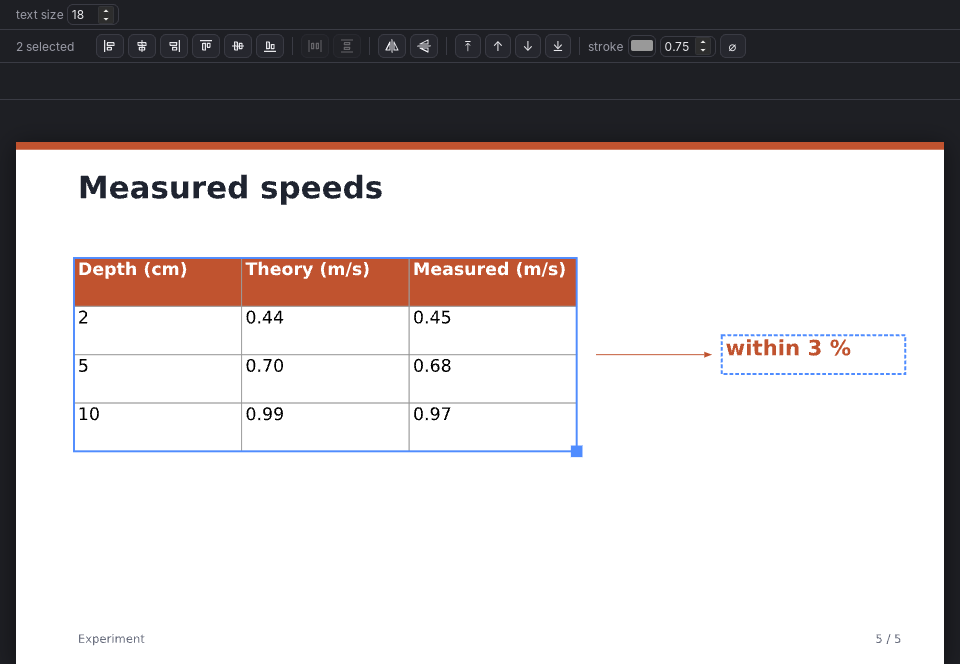 text size 18
2 selected
stroke 0.75
Measured speeds
Depth (cm) Theory (m/s) Measured (m/s)
2 0.44 0.45
5 0.70 0.68
10 0.99 0.97
within 3 %
Experiment 5 / 5